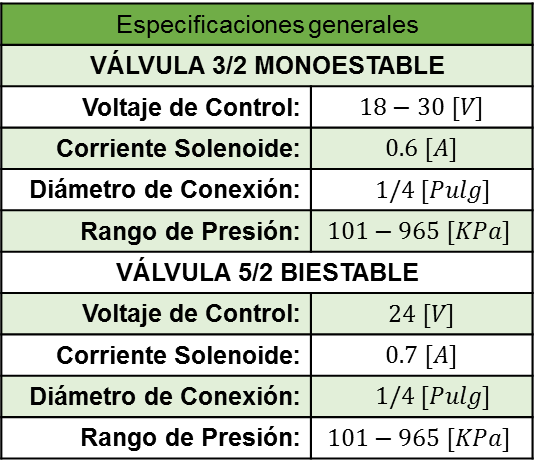 Especificaciones generales
VÁLVULA 3/2 MONOESTABLE
Voltaje de Control: 18 − 30 [V]
Corriente Solenoide: 0.6 [A]
Diámetro de Conexión: 1/4 [Pulg]
Rango de Presión: 101 − 965 [KPa]
VÁLVULA 5/2 BIESTABLE
Voltaje de Control: 24 [V]
Corriente Solenoide: 0.7 [A]
Diámetro de Conexión: 1/4 [Pulg]
Rango de Presión: 101 − 965 [KPa]